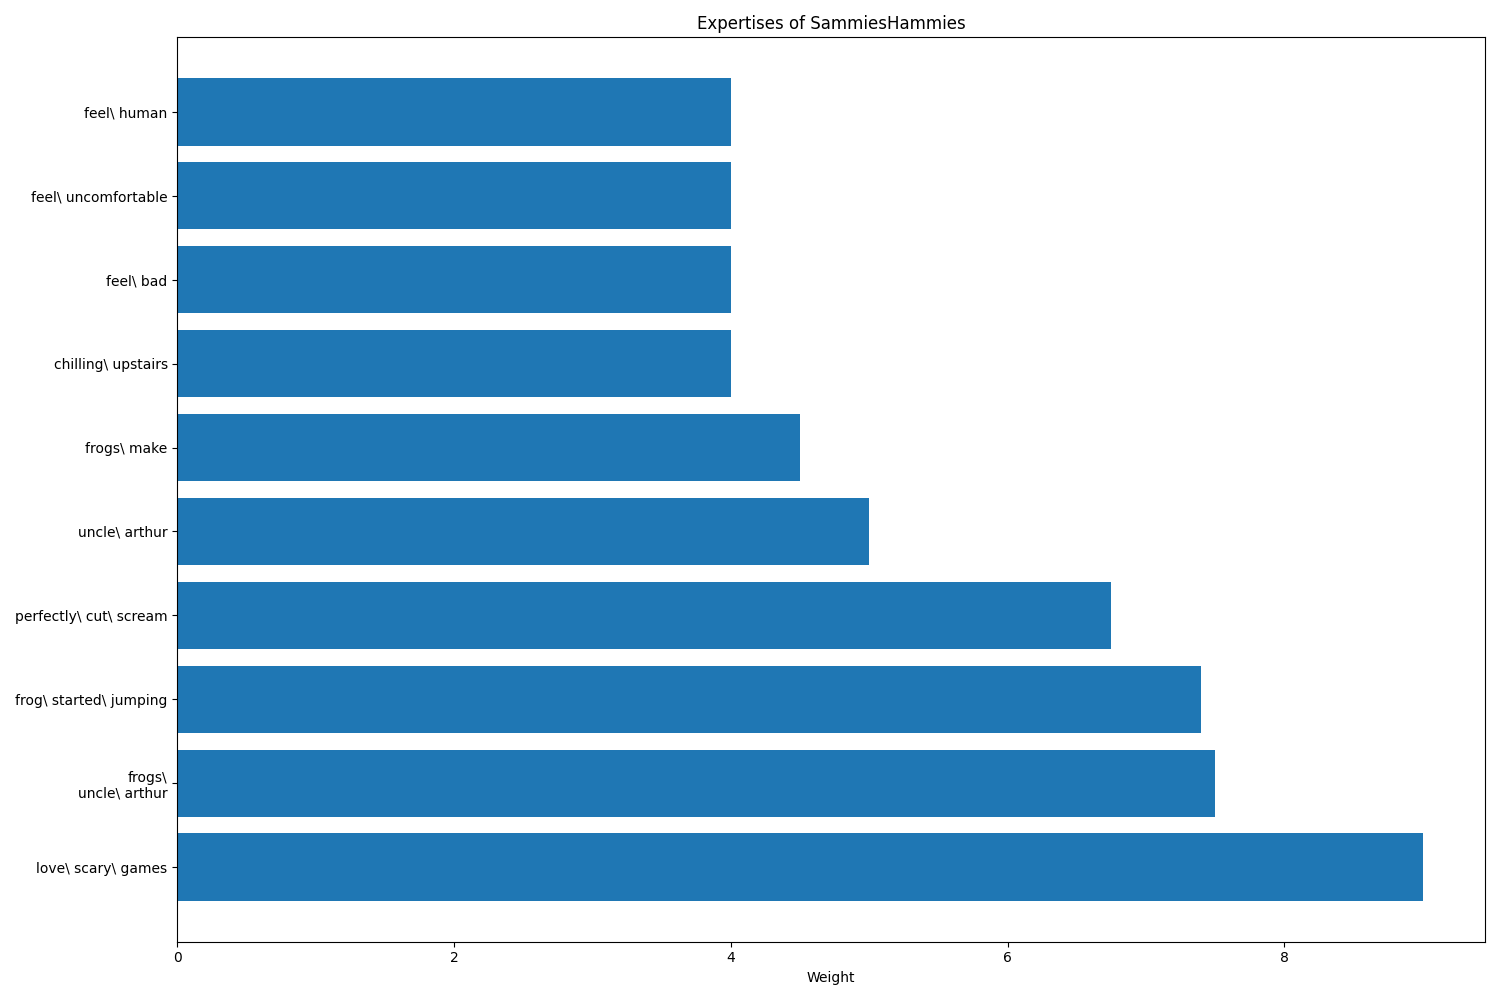 Expertises of SammiesHammies
feel\ human
feel\ uncomfortable
feel\ bad
chilling\ upstairs
frogs\ make
uncle\ arthur
perfectly\ cut\ scream
frog\ started\ jumping
frogs\
uncle\ arthur
love\ scary\ games
0 2 4 6 8
Weight